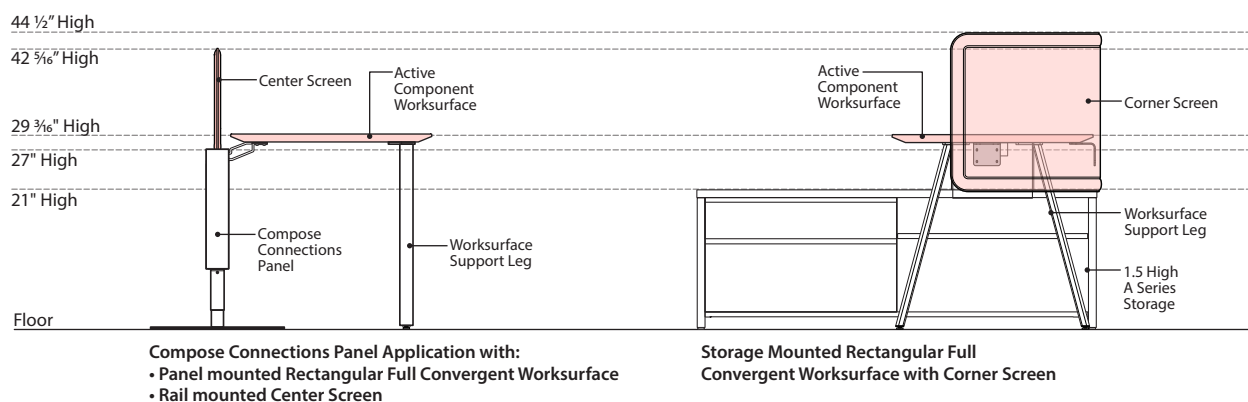 44 ½” High
42 ⁵⁄₁₆” High
29 ³⁄₁₆" High
27" High
21" High
Floor
Center Screen
Active
Component
Worksurface
Compose
Connections
Panel
Worksurface
Support Leg
Compose Connections Panel Application with:
• Panel mounted Rectangular Full Convergent Worksurface
• Rail mounted Center Screen
Active
Component
Worksurface
Corner Screen
Worksurface
Support Leg
1.5 High
A Series
Storage
Storage Mounted Rectangular Full
Convergent Worksurface with Corner Screen